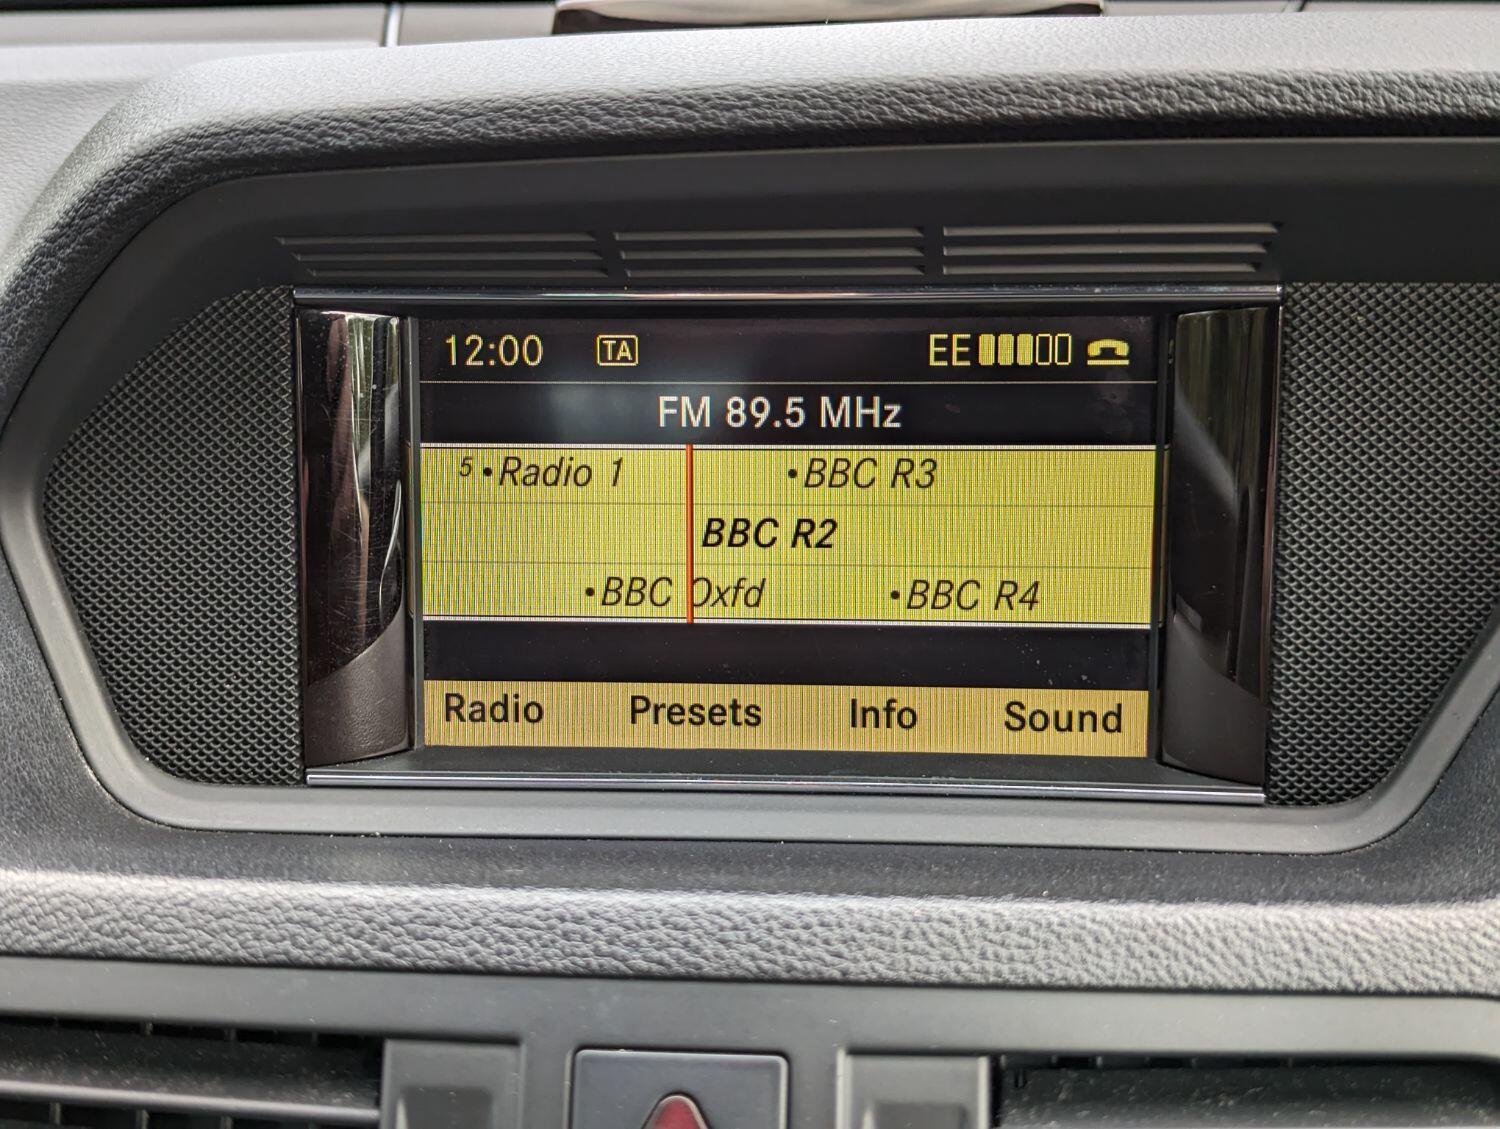 12:00 TA EE
FM 89.5 MHz
5 •Radio 1 •BBC R3
BBC R2
•BBC Oxfd •BBC R4
Radio Presets Info Sound